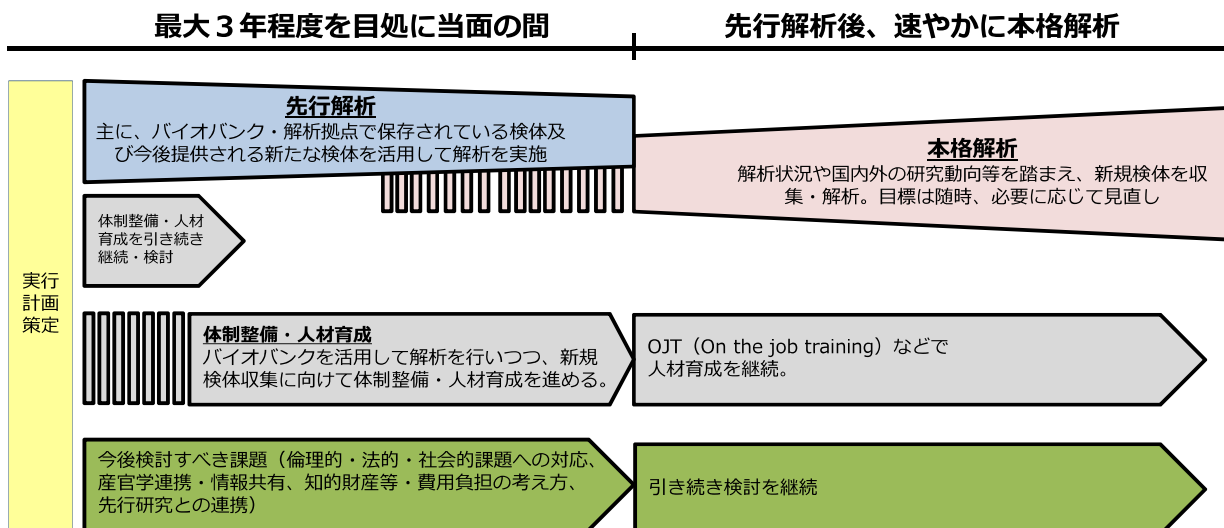 最大３年程度を目処に当面の間
先行解析後、速やかに本格解析
実行
計画
策定
先行解析
主に、バイオバンク・解析拠点で保存されている検体及
び今後提供される新たな検体を活用して解析を実施
本格解析
解析状況や国内外の研究動向等を踏まえ、新規検体を収
集・解析。目標は随時、必要に応じて見直し
体制整備・人材
育成を引き続き
継続・検討
体制整備・人材育成
バイオバンクを活用して解析を行いつつ、新規
検体収集に向けて体制整備・人材育成を進める。
OJT（On the job training）などで
人材育成を継続。
今後検討すべき課題（倫理的・法的・社会的課題への対応、
産官学連携・情報共有、知的財産等・費用負担の考え方、
先行研究との連携）
引き続き検討を継続